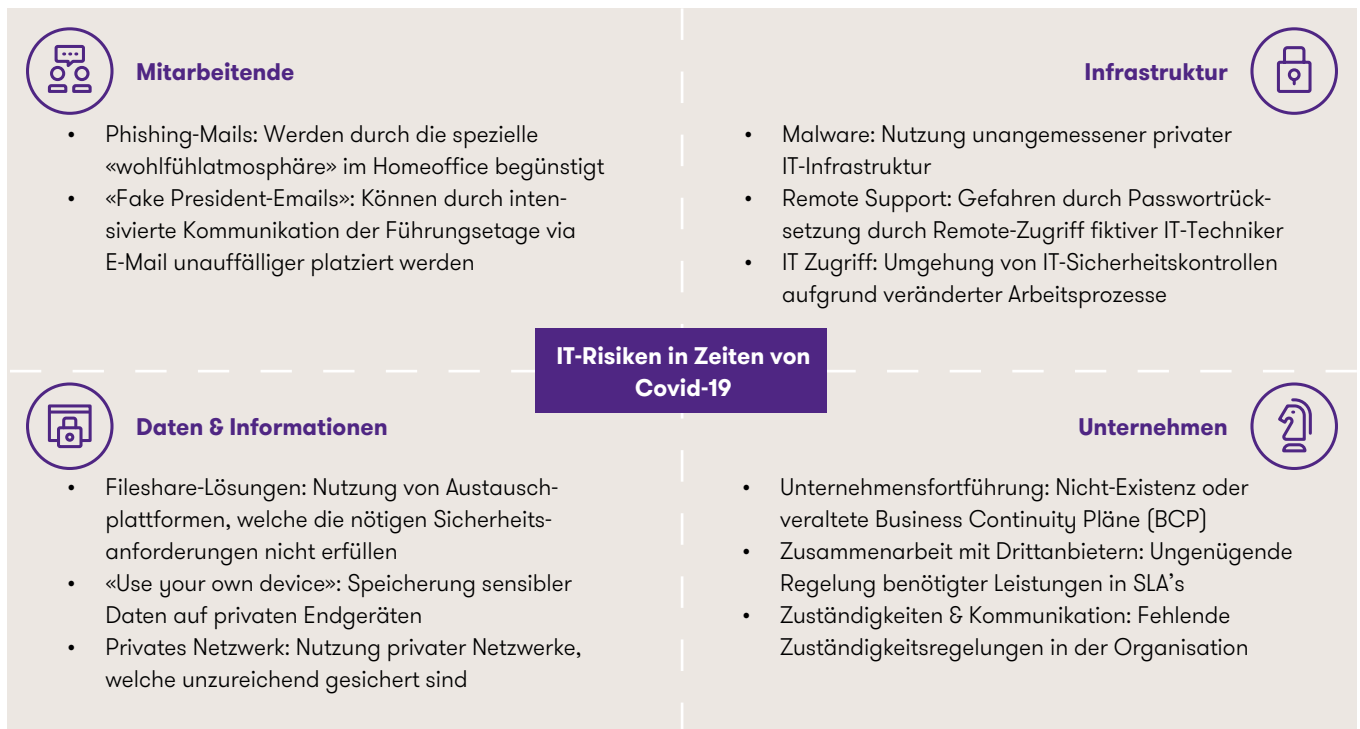 Mitarbeitende
Phishing-Mails: Werden durch die spezielle
«wohlfühlatmosphäre» im Homeoffice begünstigt
«Fake President-Emails»: Können durch inten-
sivierte Kommunikation der Führungsetage via
E-Mail unauffälliger platziert werden
Infrastruktur
Malware: Nutzung unangemessener privater
IT-Infrastruktur
Remote Support: Gefahren durch Passwortrück-
setzung durch Remote-Zugriff fiktiver IT-Techniker
IT Zugriff: Umgehung von IT-Sicherheitskontrollen
aufgrund veränderter Arbeitsprozesse
IT-Risiken in Zeiten von
Covid-19
Daten & Informationen
Fileshare-Lösungen: Nutzung von Austausch-
plattformen, welche die nötigen Sicherheits-
anforderungen nicht erfüllen
«Use your own device»: Speicherung sensibler
Daten auf privaten Endgeräten
Privates Netzwerk: Nutzung privater Netzwerke,
welche unzureichend gesichert sind
Unternehmen
Unternehmensfortführung: Nicht-Existenz oder
veraltete Business Continuity Pläne (BCP)
Zusammenarbeit mit Drittanbietern: Ungenügende
Regelung benötigter Leistungen in SLA's
Zuständigkeiten & Kommunikation: Fehlende
Zuständigkeitsregelungen in der Organisation